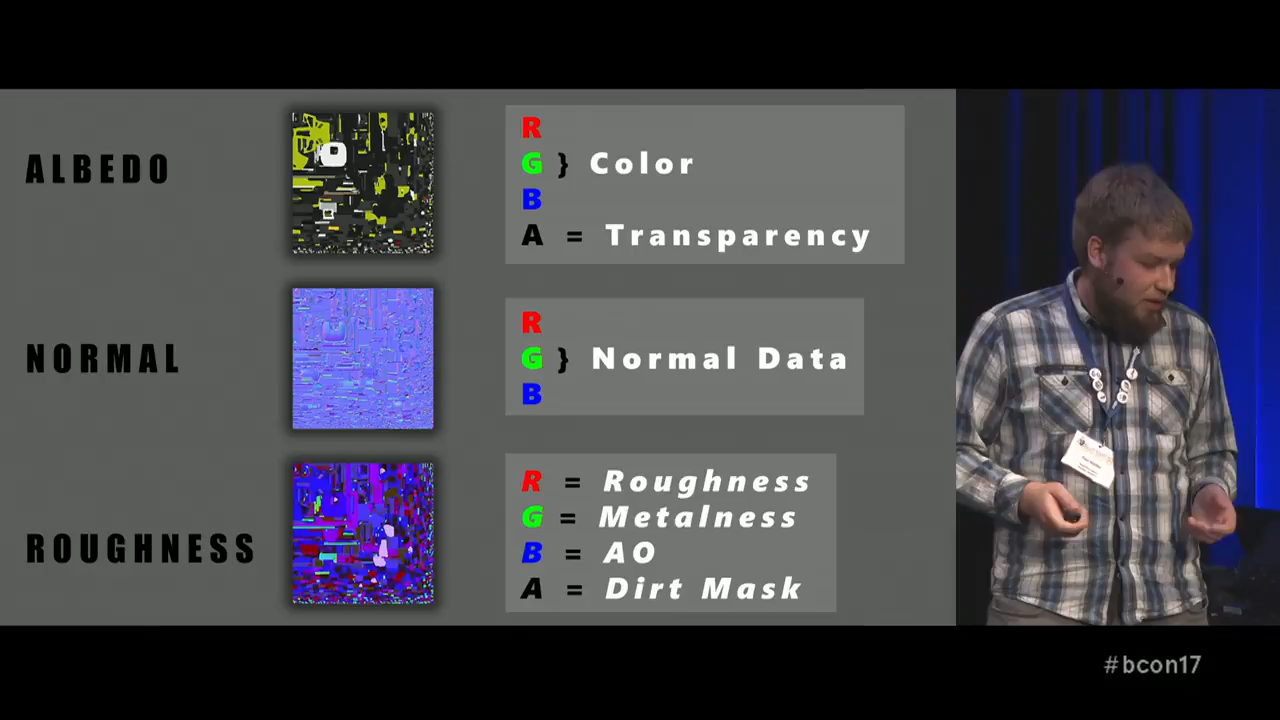 ALBEDO
R
G } Color
B
A = Transparency
NORMAL
R
G } Normal Data
B
ROUGHNESS
R = Roughness
G = Metalness
B = AO
A = Dirt Mask
#bcon17